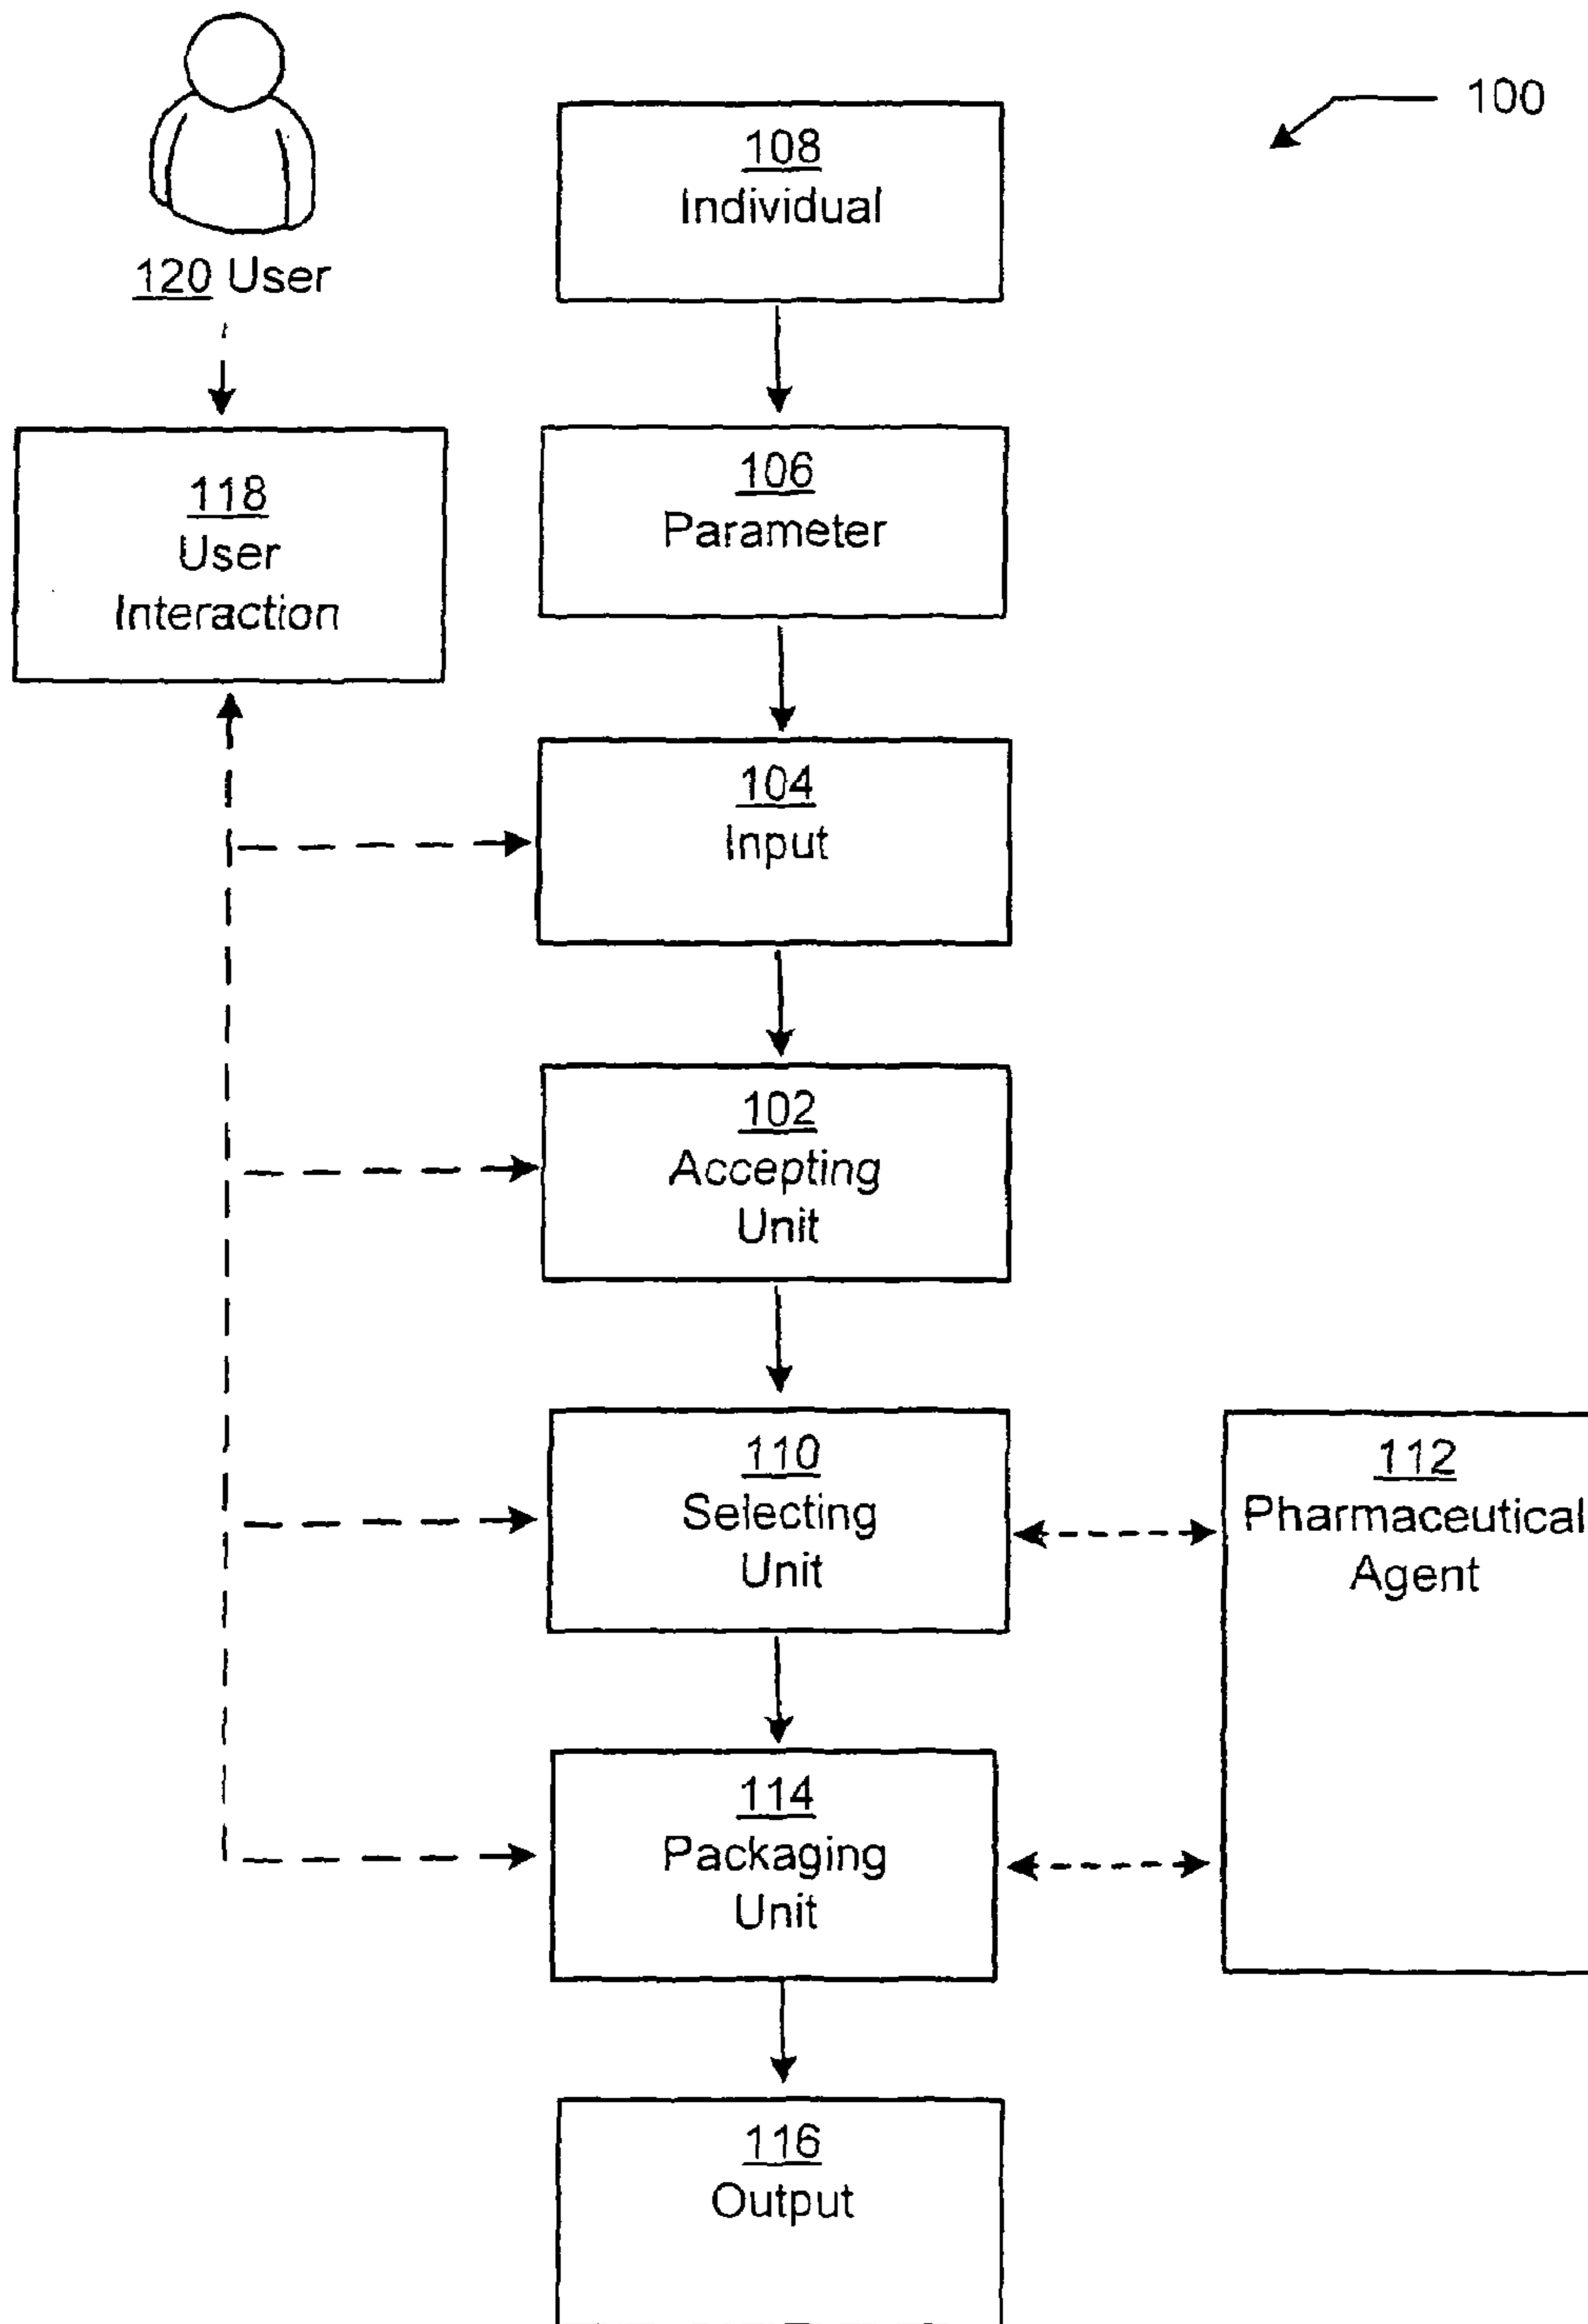 100
108
Individual
120 User
106
Parameter
118
User
Interaction
104
Input
102
Accepting
Unit
110
Selecting
Unit
112
Pharmaceutical
Agent
114
Packaging
Unit
116
Output